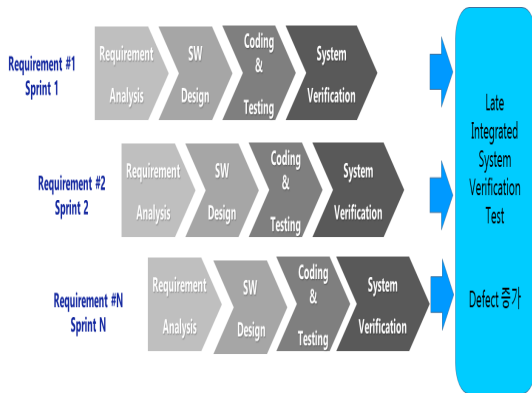 Requirement #1
Sprint 1
Requirement
Analysis
SW
Design
Coding
&
Testing
System
Verification
Requirement #2
Sprint 2
Requirement
Analysis
SW
Design
Coding
&
Testing
System
Verification
Requirement #N
Sprint N
Requirement
Analysis
SW
Design
Coding
&
Testing
System
Verification
Late
Integrated
System
Verification
Test
Defect 증가